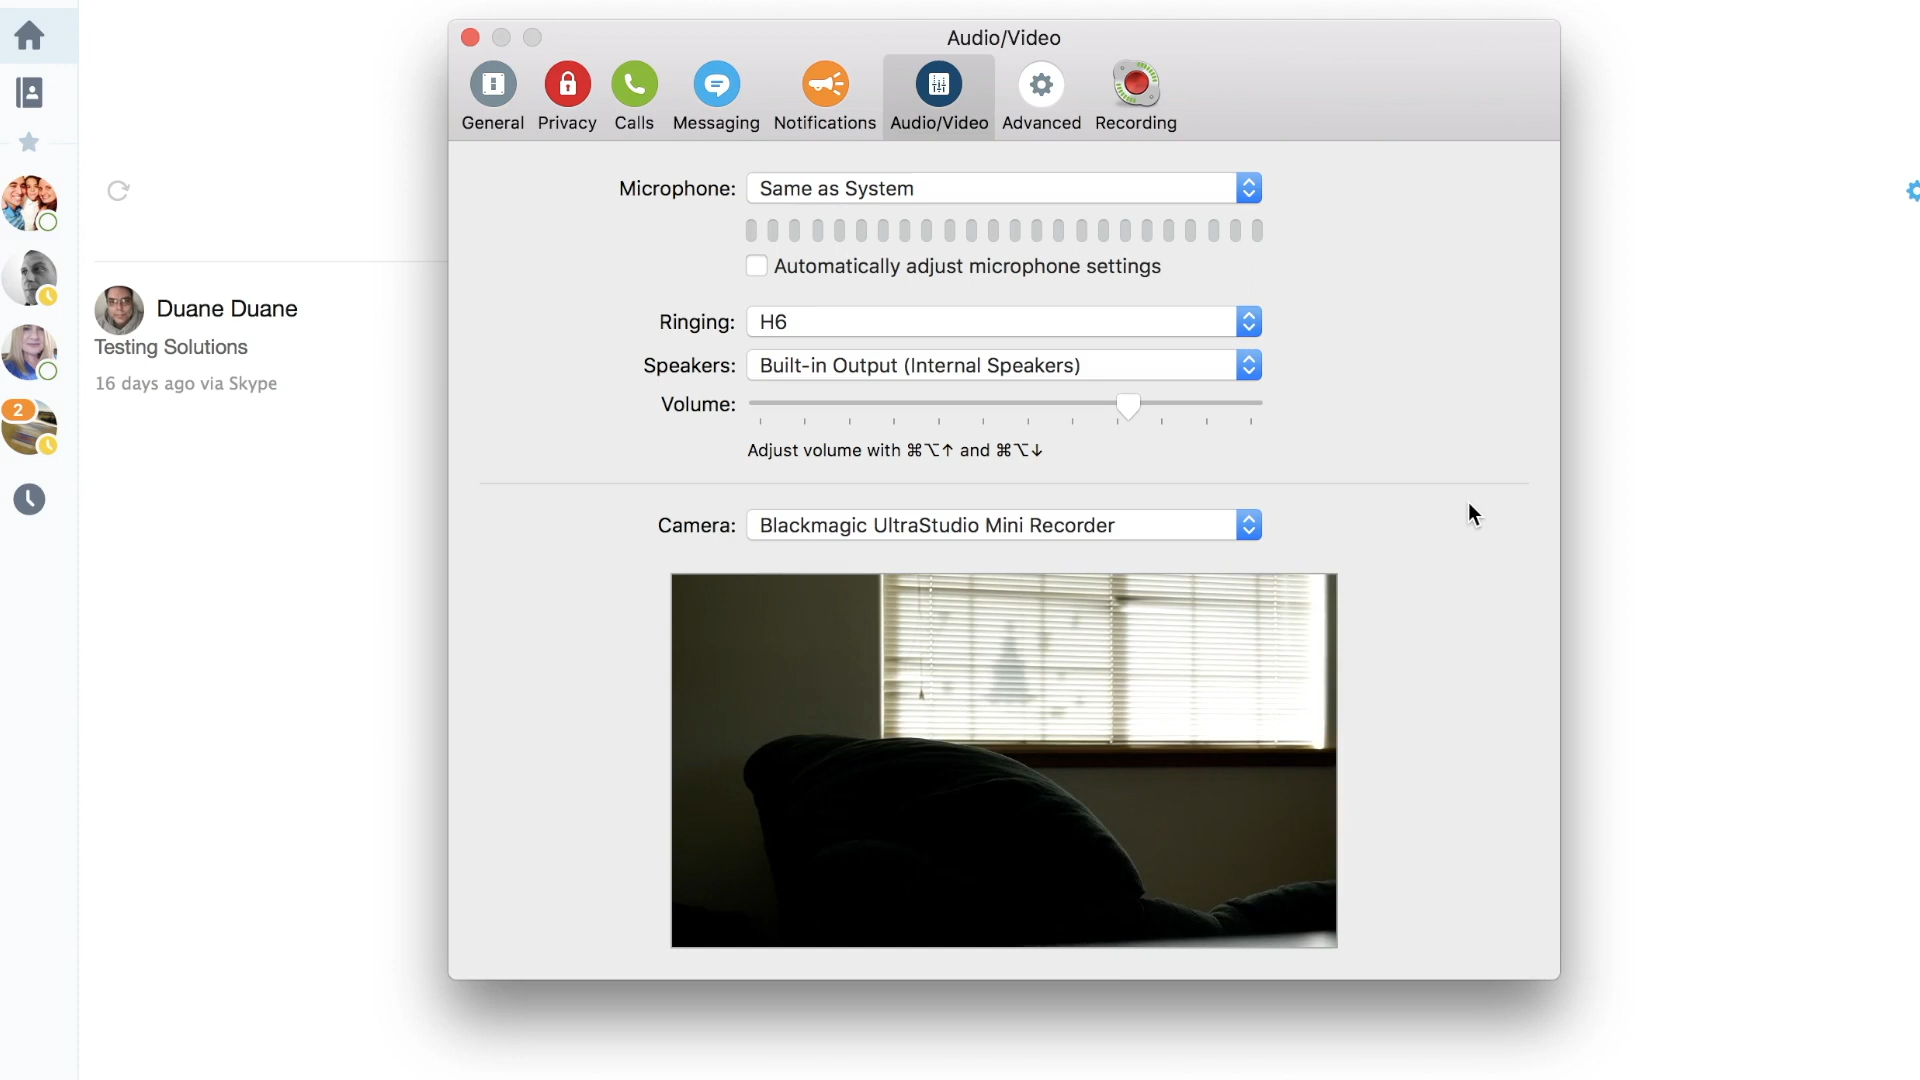 Audio/Video
General Privacy Calls Messaging Notifications Audio/Video Advanced Recording
Microphone: Same as System
Automatically adjust microphone settings
Ringing: H6
Speakers: Built-in Output (Internal Speakers)
Volume:
Adjust volume with ⌘⌥↑ and ⌘⌥↓
Camera: Blackmagic UltraStudio Mini Recorder
Duane Duane
Testing Solutions
16 days ago via Skype
2